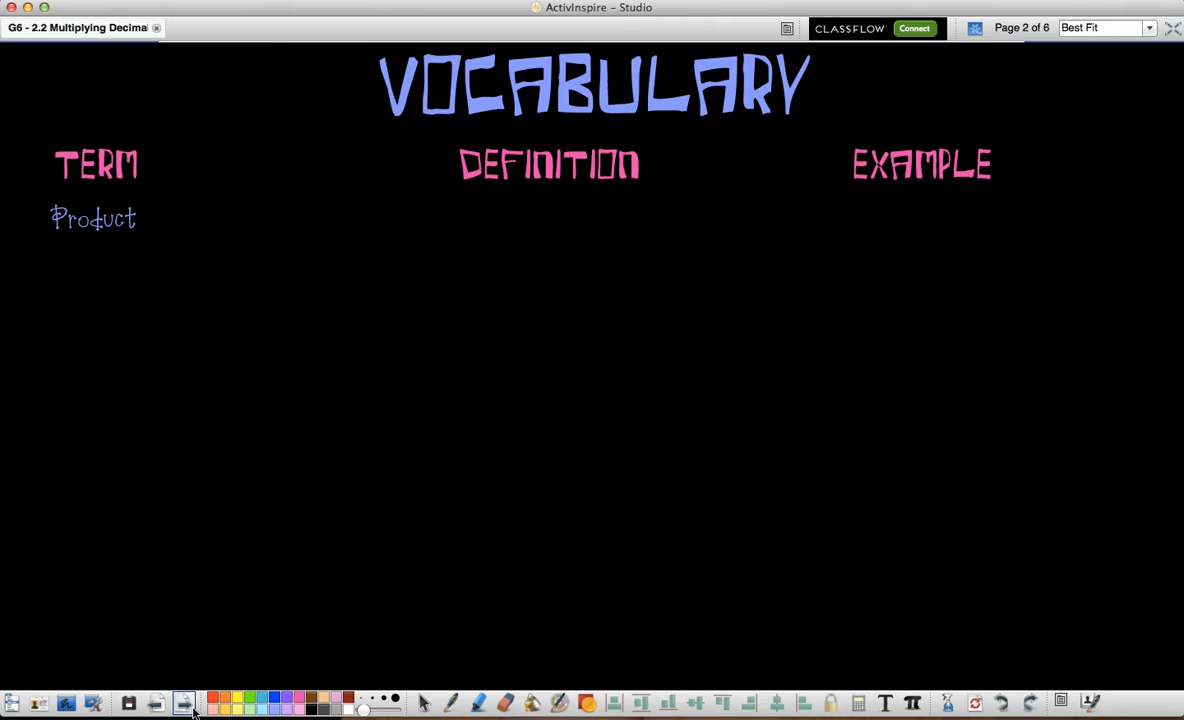 ActivInspire - Studio
G6 - 2.2 Multiplying Decima
CLASSFLOW Connect
Page 2 of 6
Best Fit
VOCABULARY
TERM DEFINITION EXAMPLE
Product